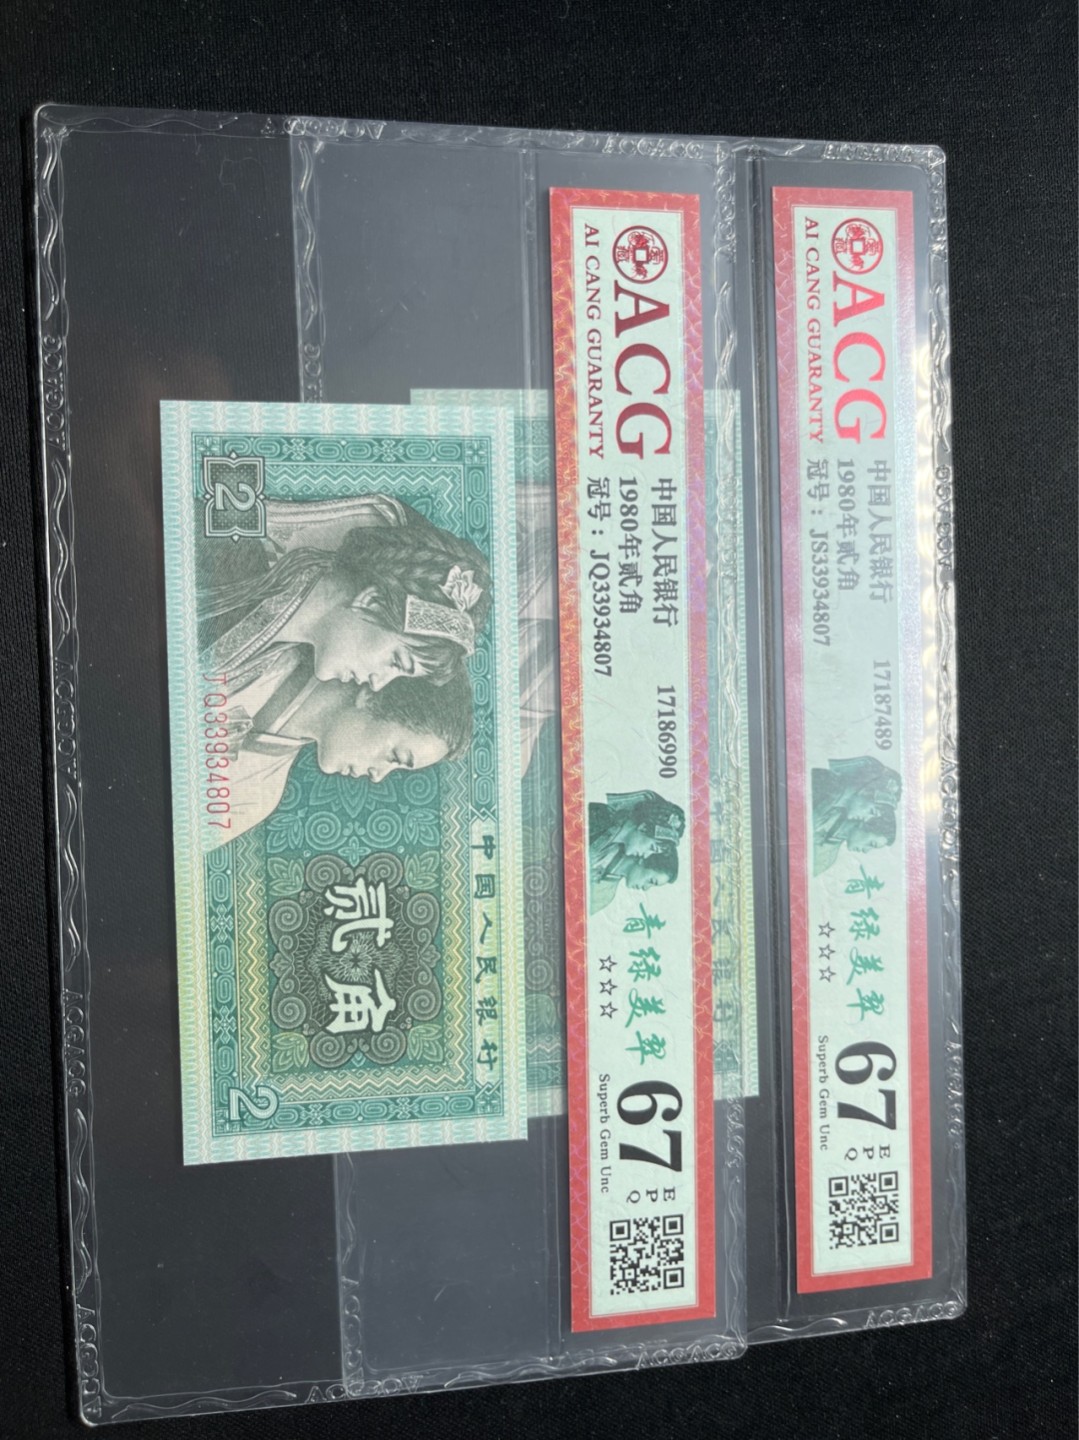 ACG
AI CANG GUARANTY
中国人民银行
1980年贰角
冠号：JS33934807
17187489
青绿美翠
☆☆☆
67
EPQ
Superb Gem Unc
ACG
AI CANG GUARANTY
中国人民银行
1980年贰角
冠号：JQ33934807
17186990
青绿美翠
☆☆☆
67
EPQ
Superb Gem Unc
中国人民银行
贰角
2
JQ33934807
2